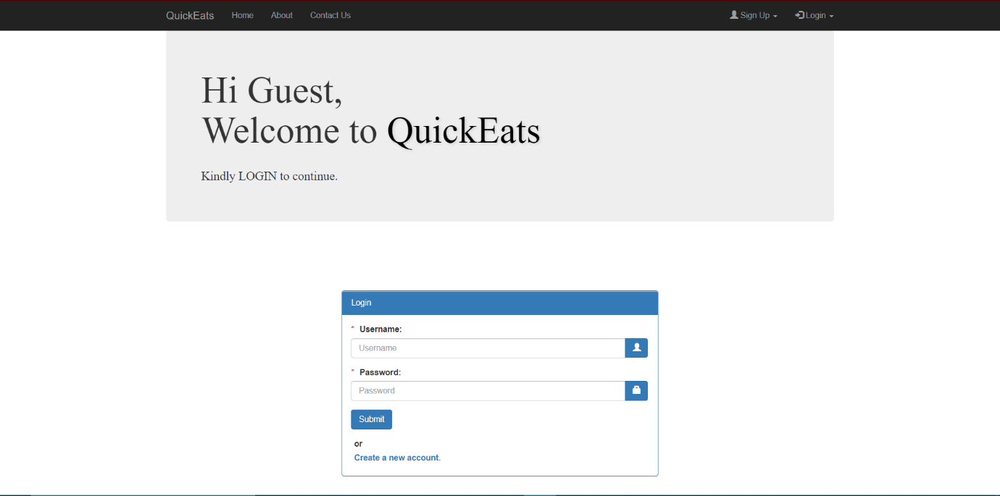 QuickEats Home About Contact Us Sign Up Login
Hi Guest,
Welcome to QuickEats
Kindly LOGIN to continue.
Login
* Username:
Username
* Password:
Password
Submit
or
Create a new account.